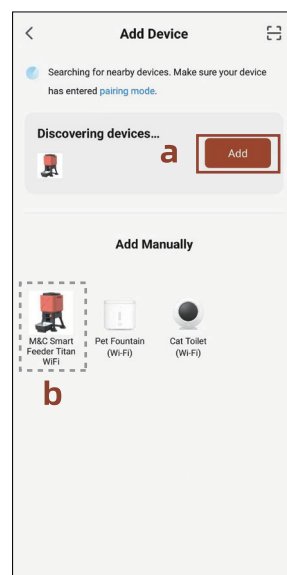 Add Device
Searching for nearby devices. Make sure your device
has entered pairing mode.
Discovering devices...
a
Add
Add Manually
M&C Smart
Feeder Titan
WiFi
Pet Fountain
(Wi-Fi)
Cat Toilet
(Wi-Fi)
b